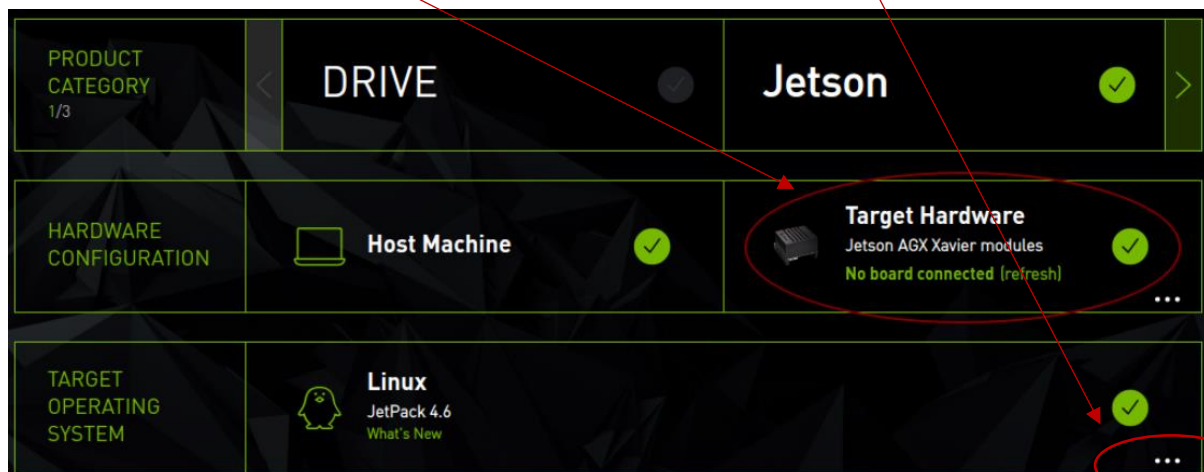 PRODUCT
CATEGORY
1/3
DRIVE
Jetson
HARDWARE
CONFIGURATION
Host Machine
Target Hardware
Jetson AGX Xavier modules
No board connected (refresh)
...
TARGET
OPERATING
SYSTEM
Linux
JetPack 4.6
What's New
...